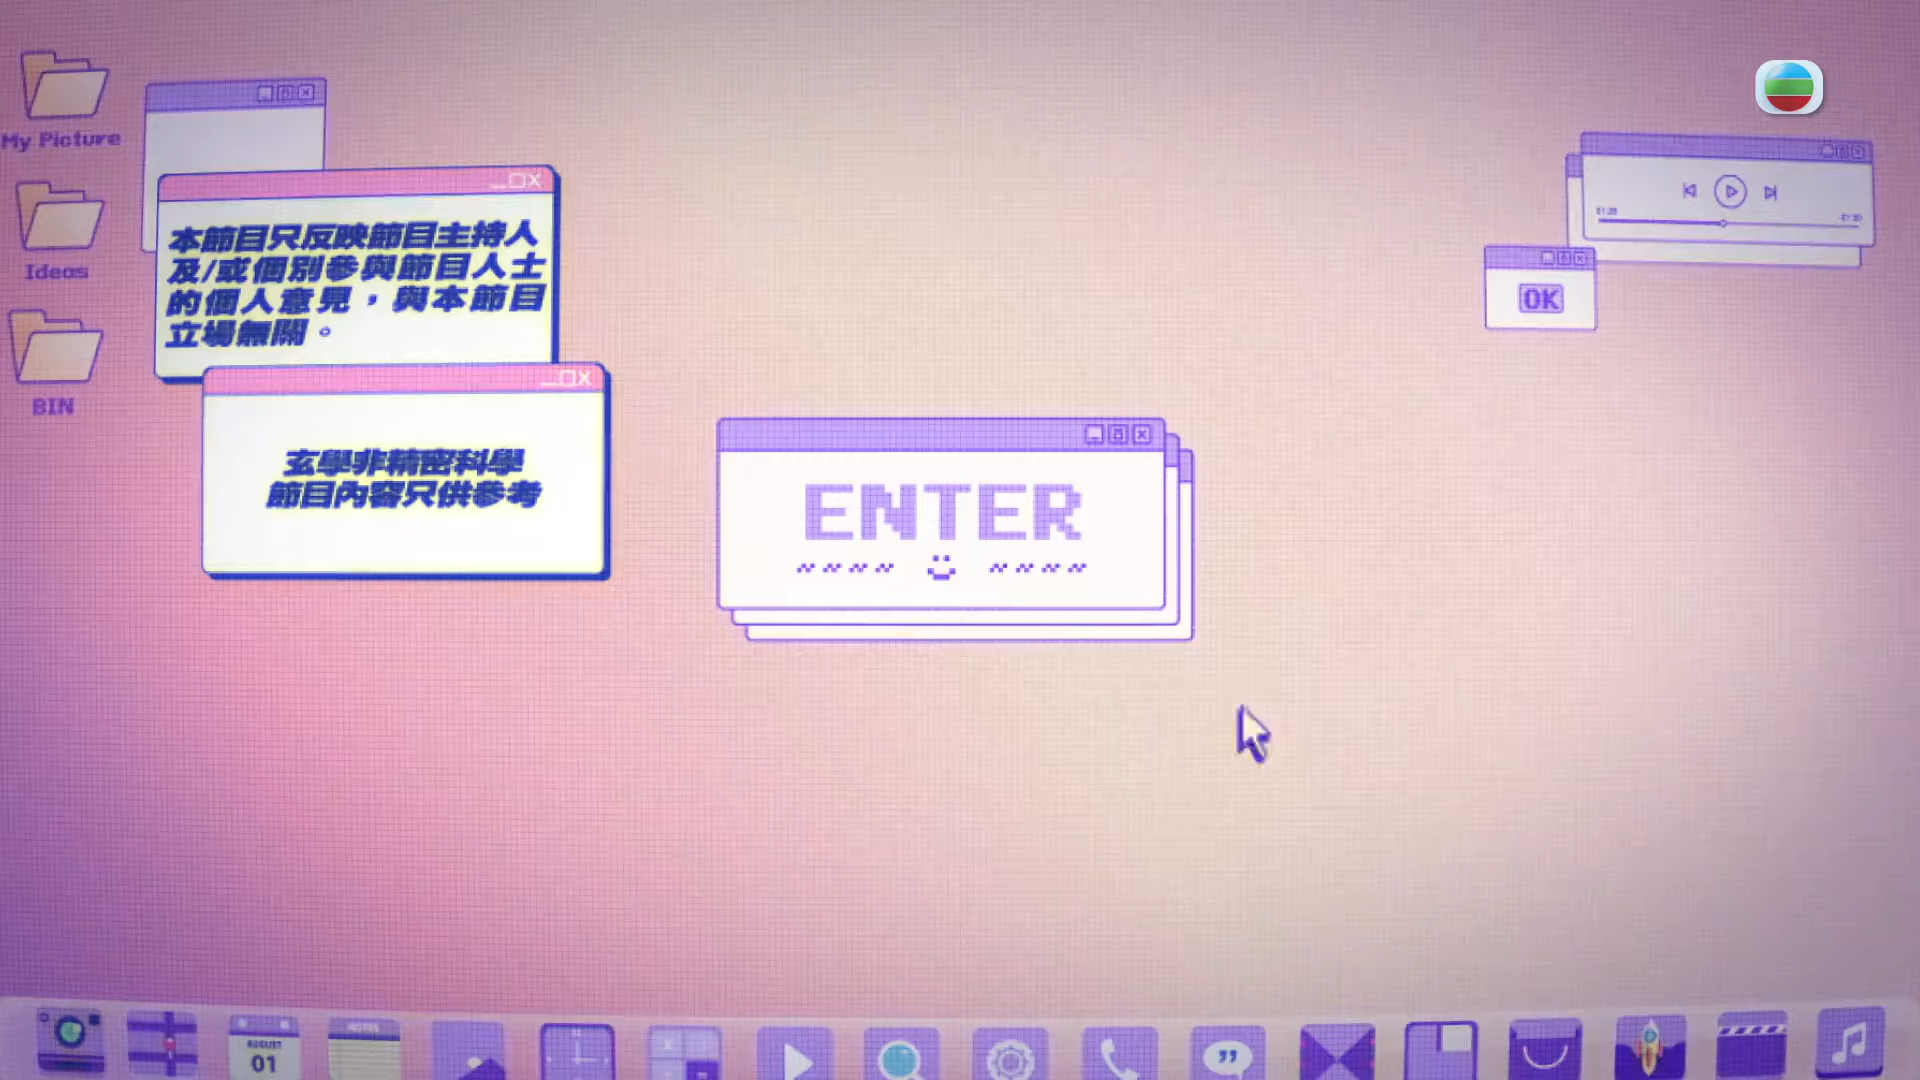 My Picture
Ideas
BIN
本節目只反映節目主持人
及/或個別參與節目人士
的個人意見，與本節目
立場無關。
玄學非精密科學
節目內容只供參考
ENTER
OK
NOTES
AUGUST
01